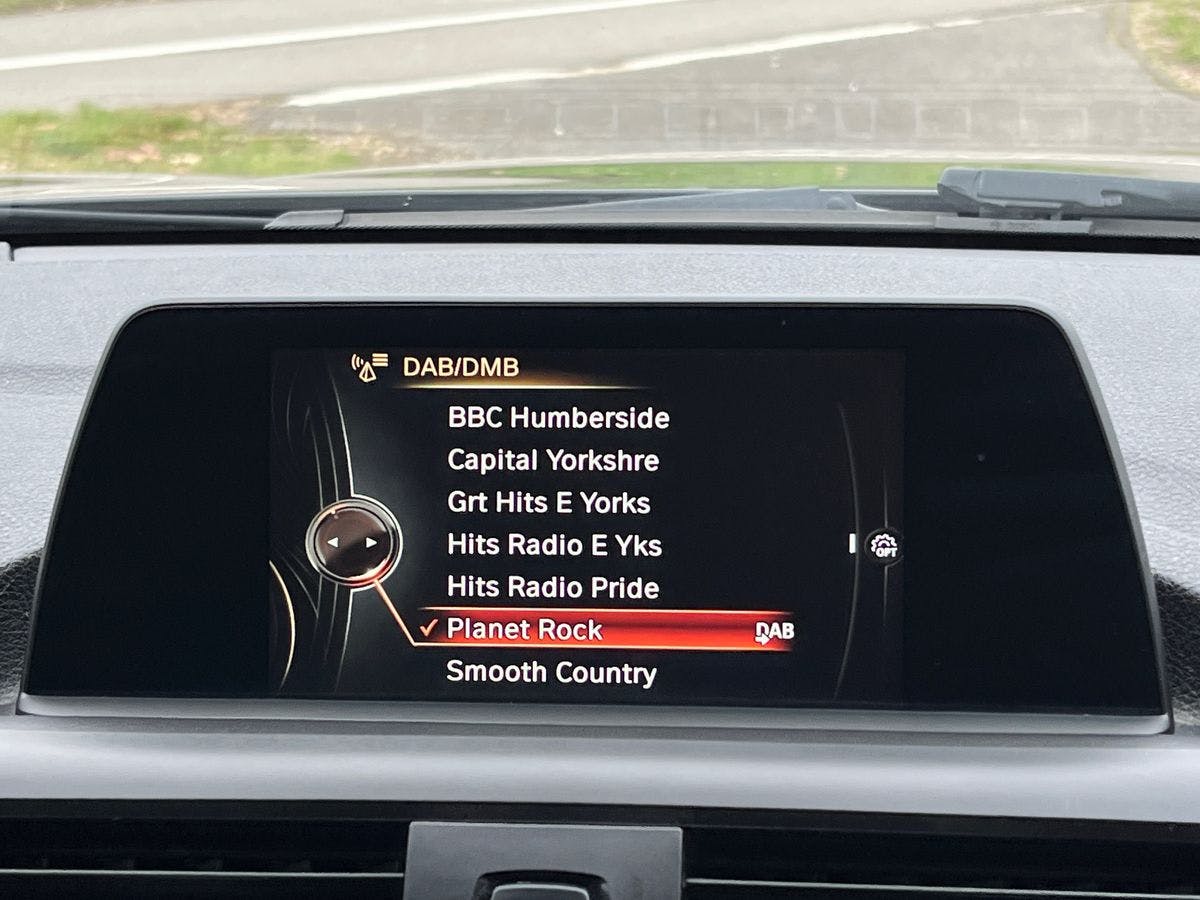 DAB/DMB
BBC Humberside
Capital Yorkshre
Grt Hits E Yorks
Hits Radio E Yks
OPT
Hits Radio Pride
Planet Rock DAB
Smooth Country